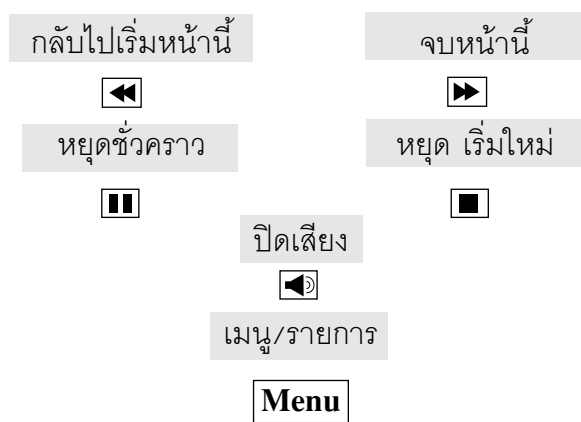 กลับไปเริ่มหน้านี้
จบหน้านี้
หยุดชั่วคราว
หยุด เริ่มใหม่
ปิดเสียง
เมนู/รายการ
Menu